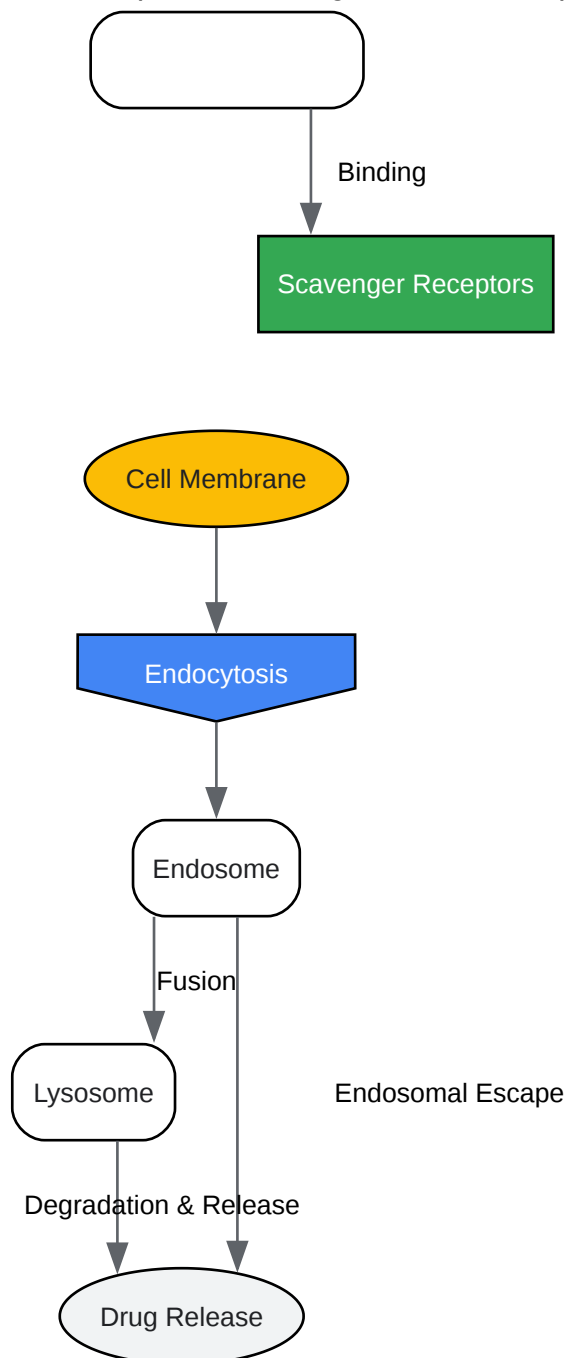 Binding
Scavenger Receptors
Cell Membrane
Endocytosis
Endosome
Fusion
Lysosome
Endosomal Escape
Degradation & Release
Drug Release